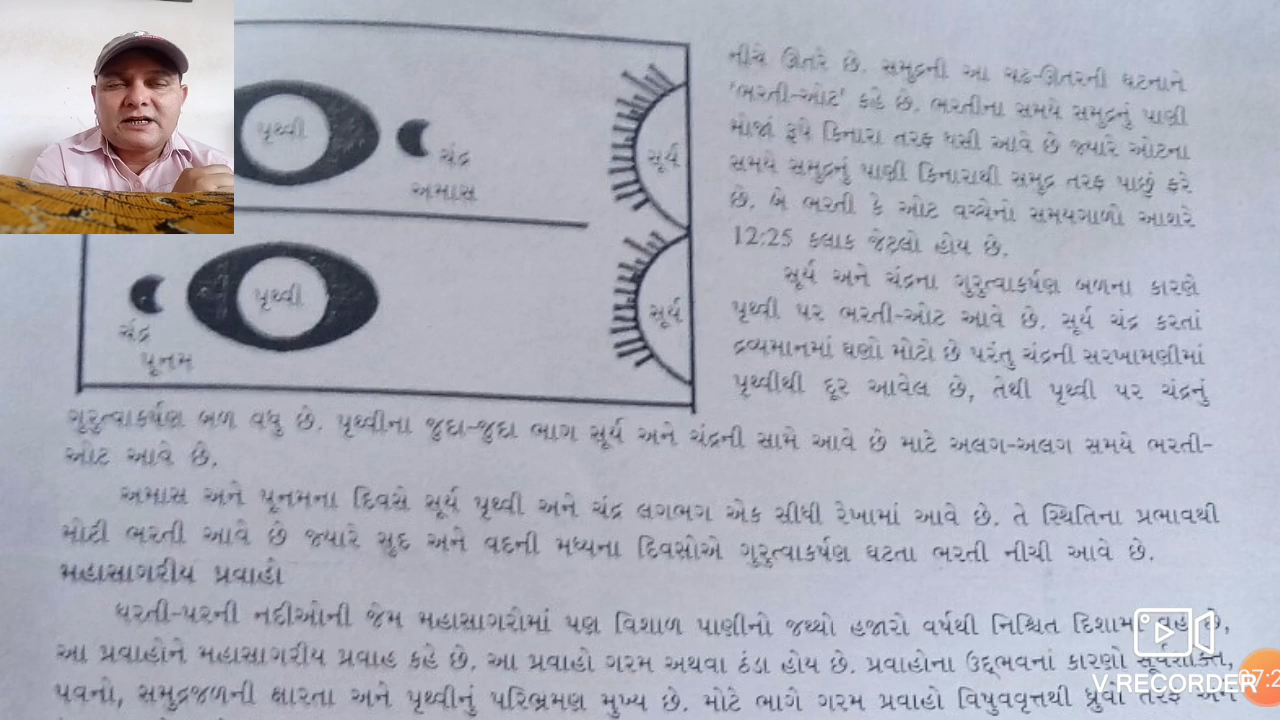 પૃથ્વી
ચંદ્ર
અમાસ
સૂર્ય
પૃથ્વી
ચંદ્ર
પૂનમ
સૂર્ય
નીચે ઊતરે છે. સમુદ્રની આ ચઢ-ઊતરની ઘટનાને
'ભરતી-ઓટ' કહે છે. ભરતીના સમયે સમુદ્રનું પાણી
મોજાં રૂપે કિનારા તરફ ધસી આવે છે જ્યારે ઓટના
સમયે સમુદ્રનું પાણી કિનારાથી સમુદ્ર તરફ પાછું ફરે
છે. બે ભરતી કે ઓટ વચ્ચેનો સમયગાળો આશરે
12:25 કલાક જેટલો હોય છે.
સૂર્ય અને ચંદ્રના ગુરુત્વાકર્ષણ બળના કારણે
પૃથ્વી પર ભરતી-ઓટ આવે છે. સૂર્ય ચંદ્ર કરતાં
દ્રવ્યમાનમાં ઘણો મોટો છે પરંતુ ચંદ્રની સરખામણીમાં
પૃથ્વીથી દૂર આવેલ છે, તેથી પૃથ્વી પર ચંદ્રનું
ગુરુત્વાકર્ષણ બળ વધુ છે. પૃથ્વીના જુદા-જુદા ભાગ સૂર્ય અને ચંદ્રની સામે આવે છે માટે અલગ-અલગ સમયે ભરતી-
ઓટ આવે છે.
અમાસ અને પૂનમના દિવસે સૂર્ય પૃથ્વી અને ચંદ્ર લગભગ એક સીધી રેખામાં આવે છે. તે સ્થિતિના પ્રભાવથી
મોટી ભરતી આવે છે જ્યારે સુદ અને વદની મધ્યના દિવસોએ ગુરુત્વાકર્ષણ ઘટતા ભરતી નીચી આવે છે.
મહાસાગરીય પ્રવાહો
ધરતી-પરની નદીઓની જેમ મહાસાગરોમાં પણ વિશાળ પાણીનો જથ્થો હજારો વર્ષથી નિશ્ચિત દિશામાં વહે છે,
આ પ્રવાહોને મહાસાગરીય પ્રવાહ કહે છે. આ પ્રવાહો ગરમ અથવા ઠંડા હોય છે. પ્રવાહોના ઉદ્દભવનાં કારણો સૂર્યશક્તિ,
પવનો, સમુદ્રજળની ક્ષારતા અને પૃથ્વીનું પરિભ્રમણ મુખ્ય છે. મોટે ભાગે ગરમ પ્રવાહો વિષુવવૃત્તથી ધ્રુવો તરફ અને
V RECORDER
07:2